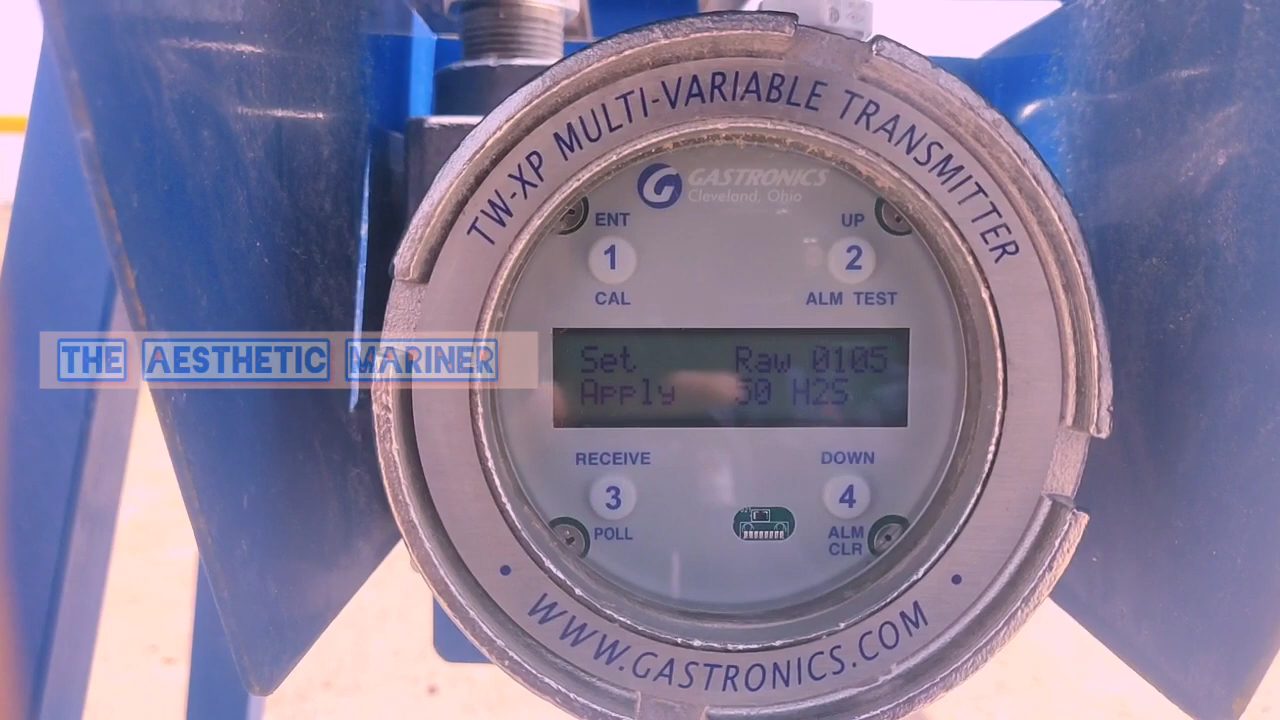 TW-XP MULTI-VARIABLE TRANSMITTER
GASTRONICS
Cleveland, Ohio
ENT
UP
1
2
CAL
ALM TEST
THE AESTHETIC MARINER
Set Raw 0105
Apply 50 H2S
RECEIVE
DOWN
3
4
POLL
ALM
CLR
• WWW.GASTRONICS.COM •